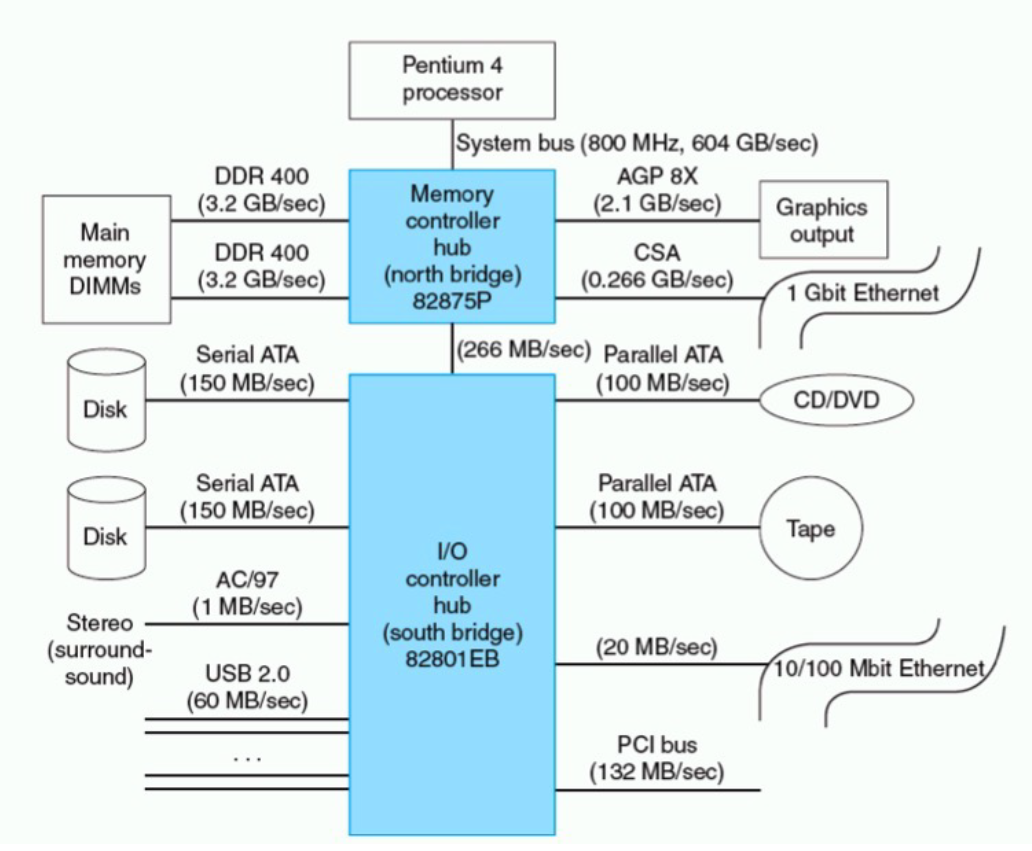 Pentium 4
processor
System bus (800 MHz, 604 GB/sec)
DDR 400
(3.2 GB/sec)
Memory
controller
hub
(north bridge)
82875P
AGP 8X
(2.1 GB/sec)
Graphics
output
Main
memory
DIMMs
DDR 400
(3.2 GB/sec)
CSA
(0.266 GB/sec)
1 Gbit Ethernet
(266 MB/sec)
Serial ATA
(150 MB/sec)
Disk
Parallel ATA
(100 MB/sec)
CD/DVD
Serial ATA
(150 MB/sec)
Disk
Parallel ATA
(100 MB/sec)
Tape
I/O
controller
hub
(south bridge)
82801EB
AC/97
(1 MB/sec)
Stereo
(surround-
sound)
USB 2.0
(60 MB/sec)
. . .
(20 MB/sec)
10/100 Mbit Ethernet
PCI bus
(132 MB/sec)